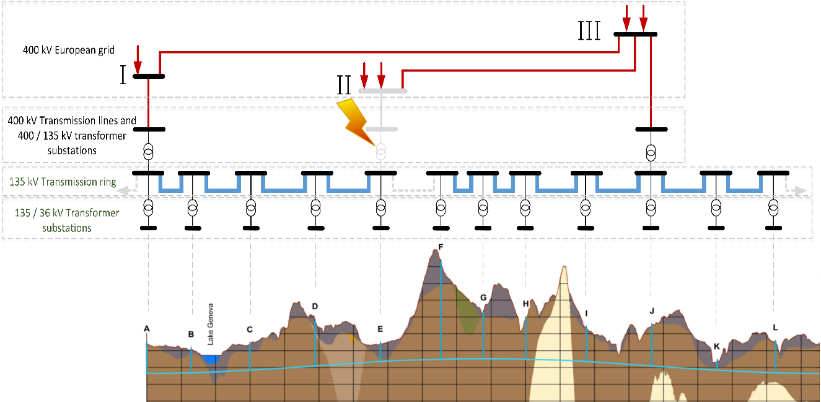 400 kV European grid
I
II
III
400 kV Transmission lines and
400 / 135 kV transformer
substations
135 kV Transmission ring
135 / 36 kV Transformer
substations
A
B
Lake Geneva
C
D
E
F
G
H
I
J
K
L